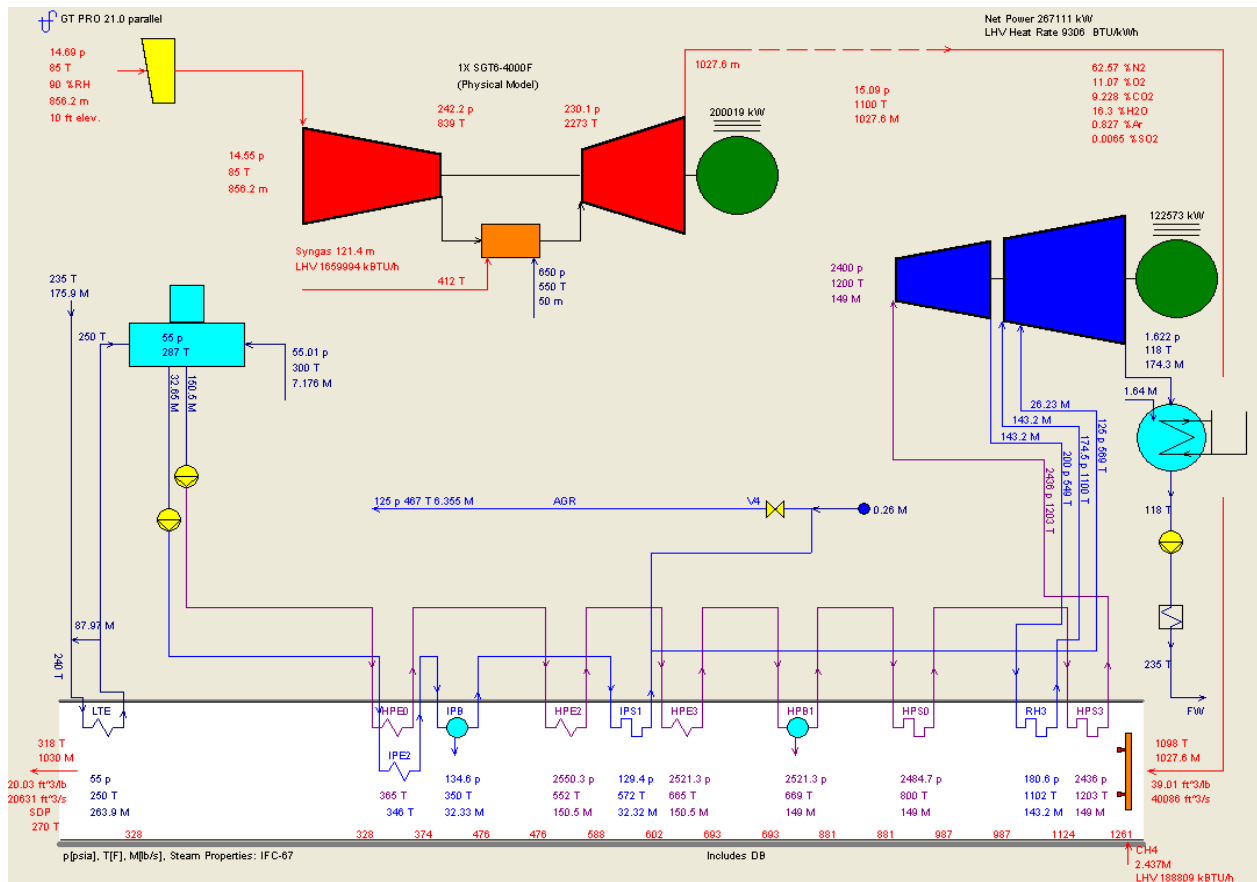 GT PRO 21.0 parallel
Net Power 267111 kW
LHV Heat Rate 9306 BTU/kWh
14.69 p
85 T
90 %RH
856.2 m
10 ft elev.
1X SGT6-4000F
(Physical Model)
242.2 p
839 T
230.1 p
2273 T
1027.6 m
200019 kW
15.09 p
1100 T
1027.6 M
62.57 %N2
11.07 %O2
9.228 %CO2
16.3 %H2O
0.827 %Ar
0.0065 %SO2
14.55 p
85 T
856.2 m
Syngas 121.4 m
LHV 1659994 kBTU/h
412 T
650 p
550 T
50 m
2400 p
1200 T
149 M
122573 kW
235 T
175.9 M
250 T
55 p
287 T
55.01 p
300 T
7.176 M
32.65 M
150.5 M
1.622 p
118 T
174.3 M
1.64 M
26.23 M
143.2 M
143.2 M
125 p 569 T
174.5 p 1100 T
200 p 549 T
2436 p 1203 T
125 p 467 T 6.355 M
AGR
V4
0.26 M
118 T
87.97 M
240 T
235 T
FW
LTE
HPE0
IPE2
IPB
HPE2
IPS1
HPE3
HPB1
HPS0
RH3
HPS3
318 T
1030 M
20.03 ft^3/lb
20631 ft^3/s
SDP
270 T
55 p
250 T
263.9 M
365 T
346 T
134.6 p
350 T
32.33 M
2550.3 p
552 T
150.5 M
129.4 p
572 T
32.32 M
2521.3 p
665 T
150.5 M
2521.3 p
669 T
149 M
2484.7 p
800 T
149 M
180.6 p
1102 T
143.2 M
2436 p
1203 T
149 M
1098 T
1027.6 M
39.01 ft^3/lb
40086 ft^3/s
328
328
374
476
476
588
602
693
693
881
881
987
987
1124
1261
p[psia], T[F], M[lb/s], Steam Properties: IFC-67
Includes DB
CH4
2.437M
LHV 188809 kBTU/h